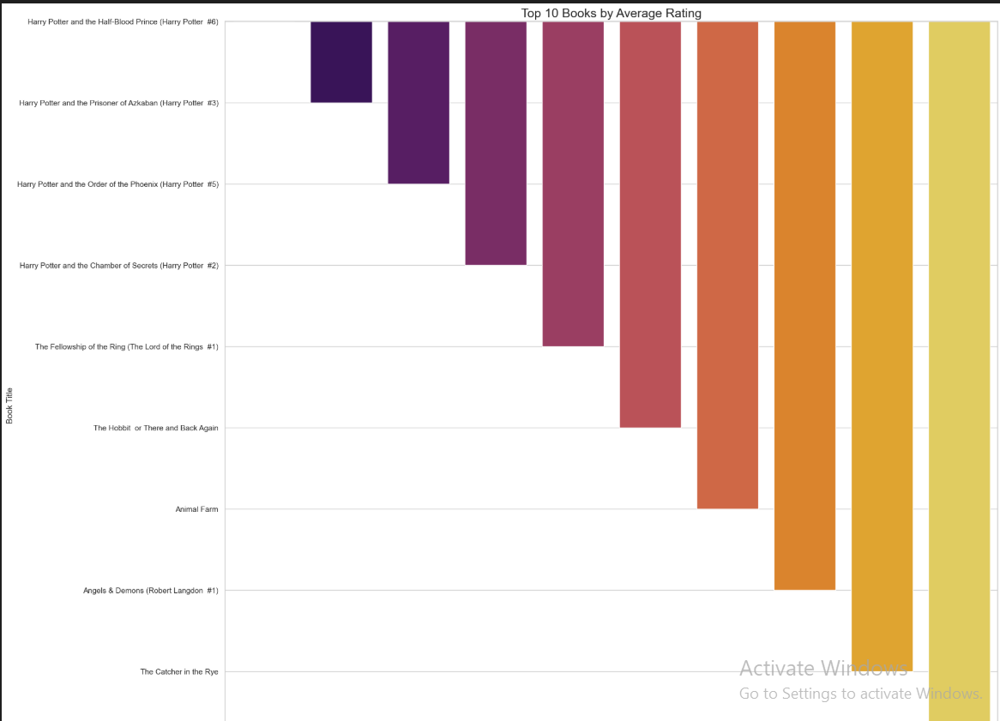 Top 10 Books by Average Rating
Harry Potter and the Half-Blood Prince (Harry Potter  #6)
Harry Potter and the Prisoner of Azkaban (Harry Potter  #3)
Harry Potter and the Order of the Phoenix (Harry Potter  #5)
Harry Potter and the Chamber of Secrets (Harry Potter  #2)
The Fellowship of the Ring (The Lord of the Rings  #1)
Book Title
The Hobbit  or There and Back Again
Animal Farm
Angels & Demons (Robert Langdon  #1)
The Catcher in the Rye
Activate Windows
Go to Settings to activate Windows.